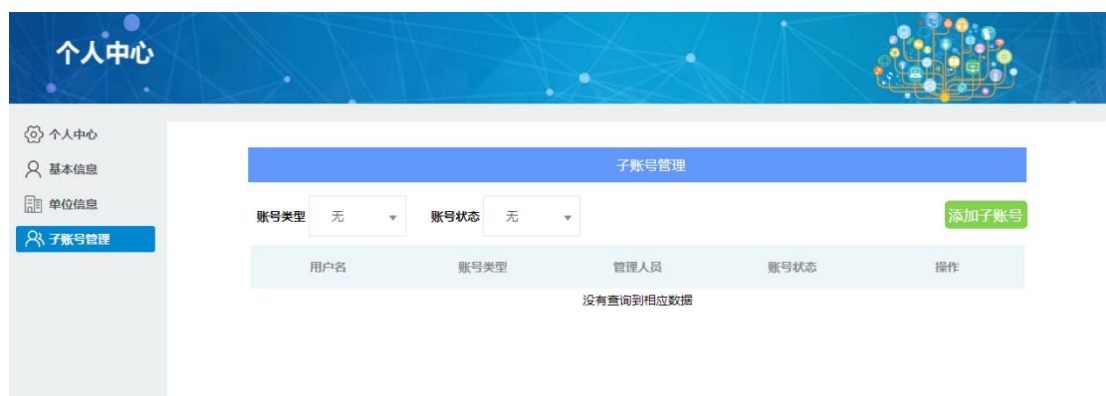 个人中心
个人中心
基本信息
单位信息
子账号管理
子账号管理
账号类型 无 账号状态 无 添加子账号
用户名 账号类型 管理人员 账号状态 操作
没有查询到相应数据